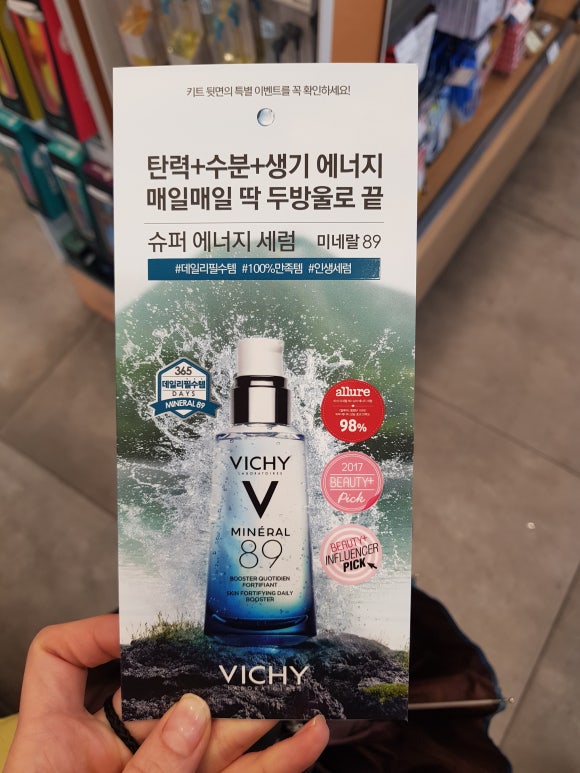 키트 뒷면의 특별 이벤트를 꼭 확인하세요!
탄력+수분+생기 에너지
매일매일 딱 두방울로 끝
슈퍼 에너지 세럼 미네랄 89
#데일리필수템 #100%만족템 #인생세럼
365
데일리필수템
DAYS
MINERAL 89
allure
98%
2017
BEAUTY+
Pick
BEAUTY+
INFLUENCER
PICK
VICHY
LABORATOIRES
V
MINÉRAL
89
BOOSTER QUOTIDIEN
FORTIFIANT
SKIN FORTIFYING DAILY
BOOSTER
VICHY
LABORATOIRES